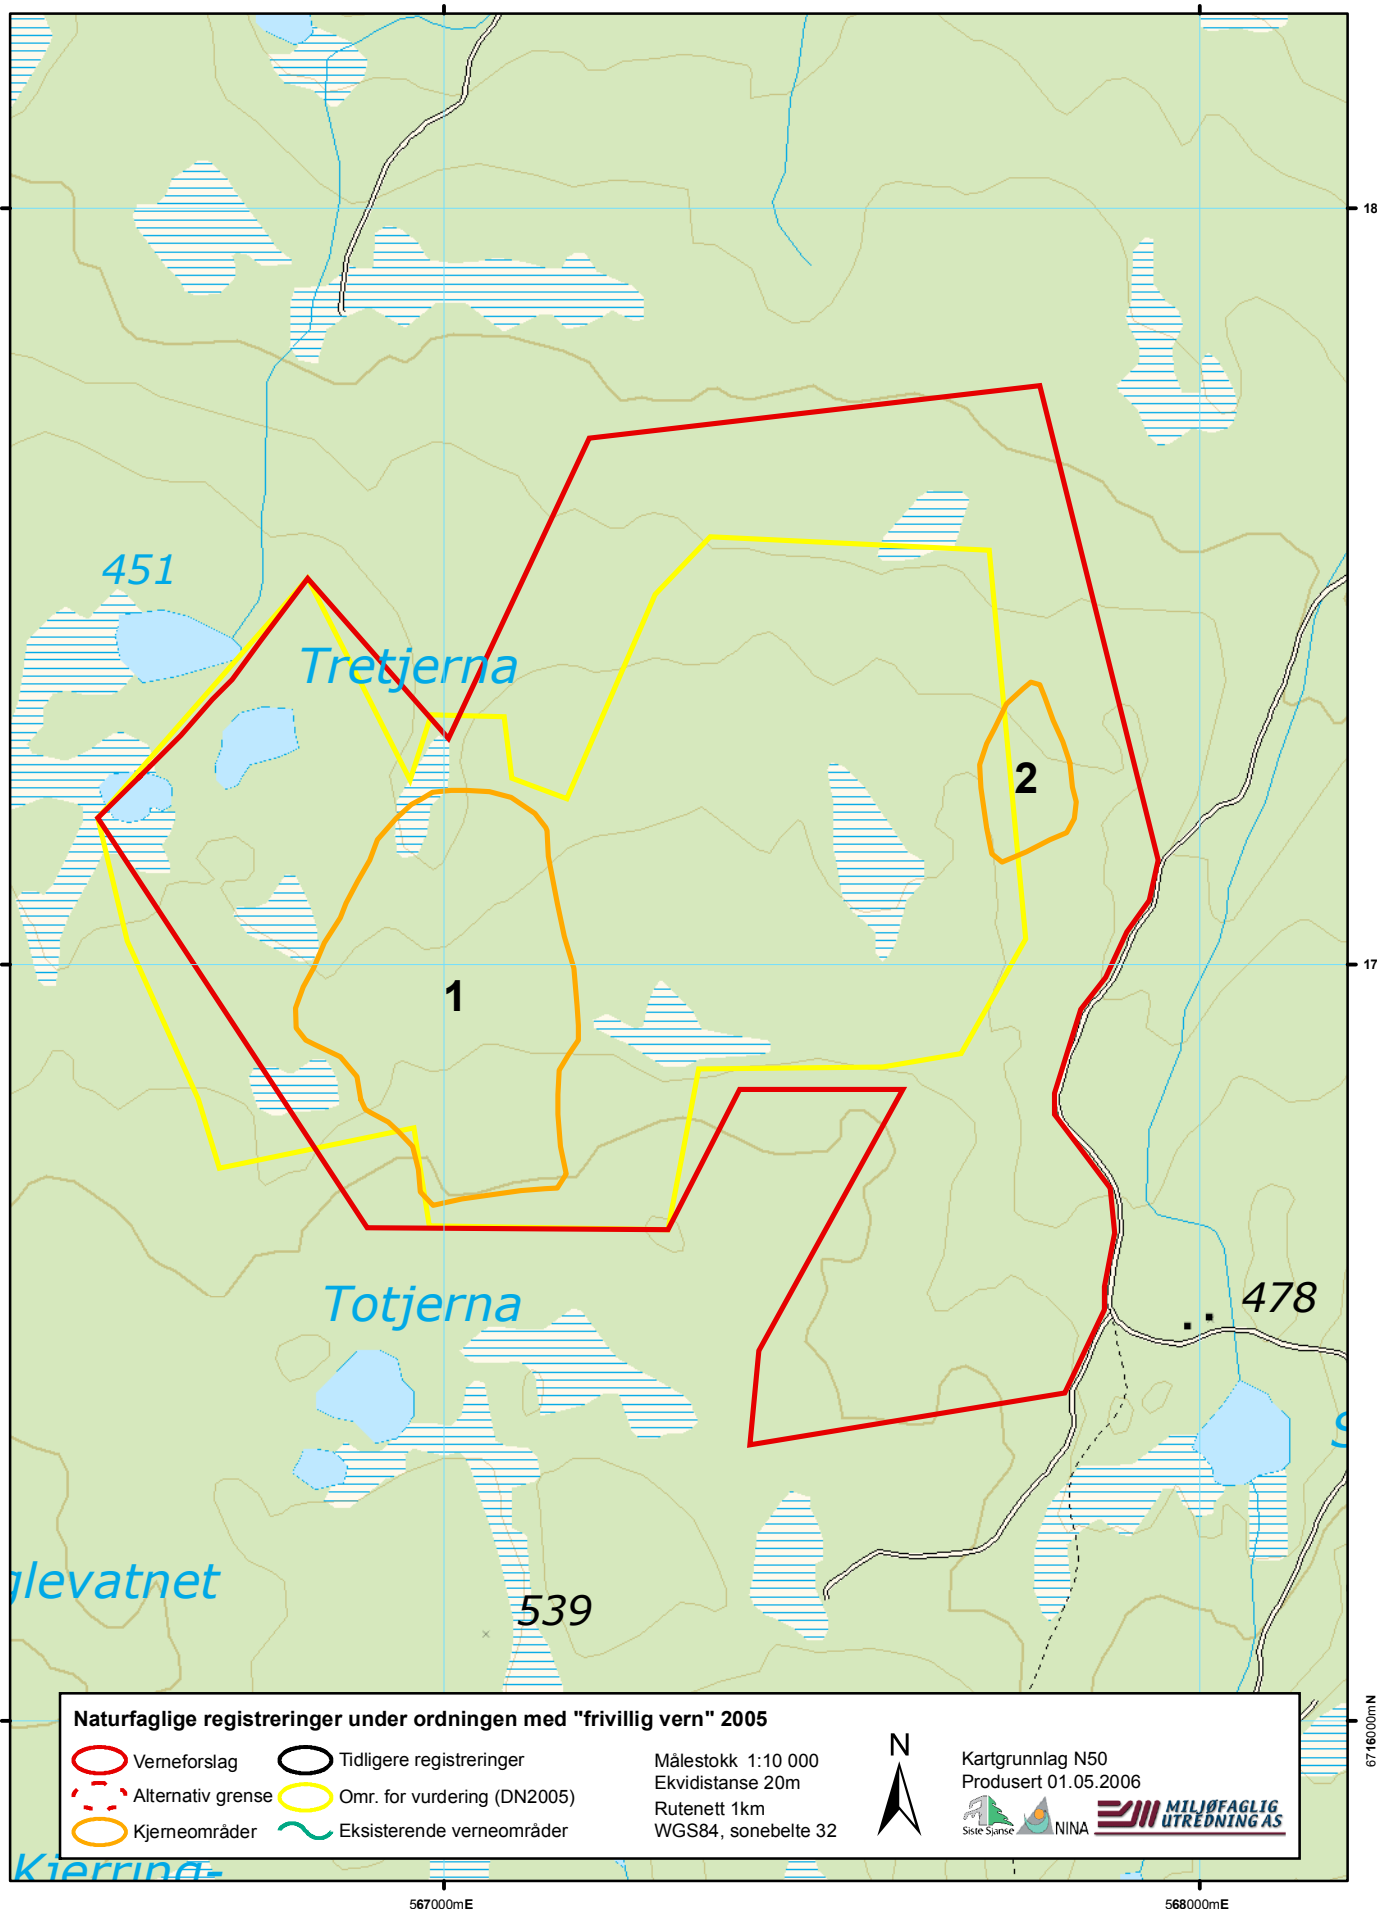 18
451
Tretjerna
2
17
1
478
Totjerna
glevatnet
539
Naturfaglige registreringer under ordningen med "frivillig vern" 2005
Verneforslag
Tidligere registreringer
Alternativ grense
Omr. for vurdering (DN2005)
Kjerneområder
Eksisterende verneområder
Målestokk 1:10 000
Ekvidistanse 20m
Rutenett 1km
WGS84, sonebelte 32
N
Kartgrunnlag N50
Produsert 01.05.2006
Siste Sjanse
NINA
MILJØFAGLIG
UTREDNING AS
6716000mN
Kjerring-
567000mE
568000mE